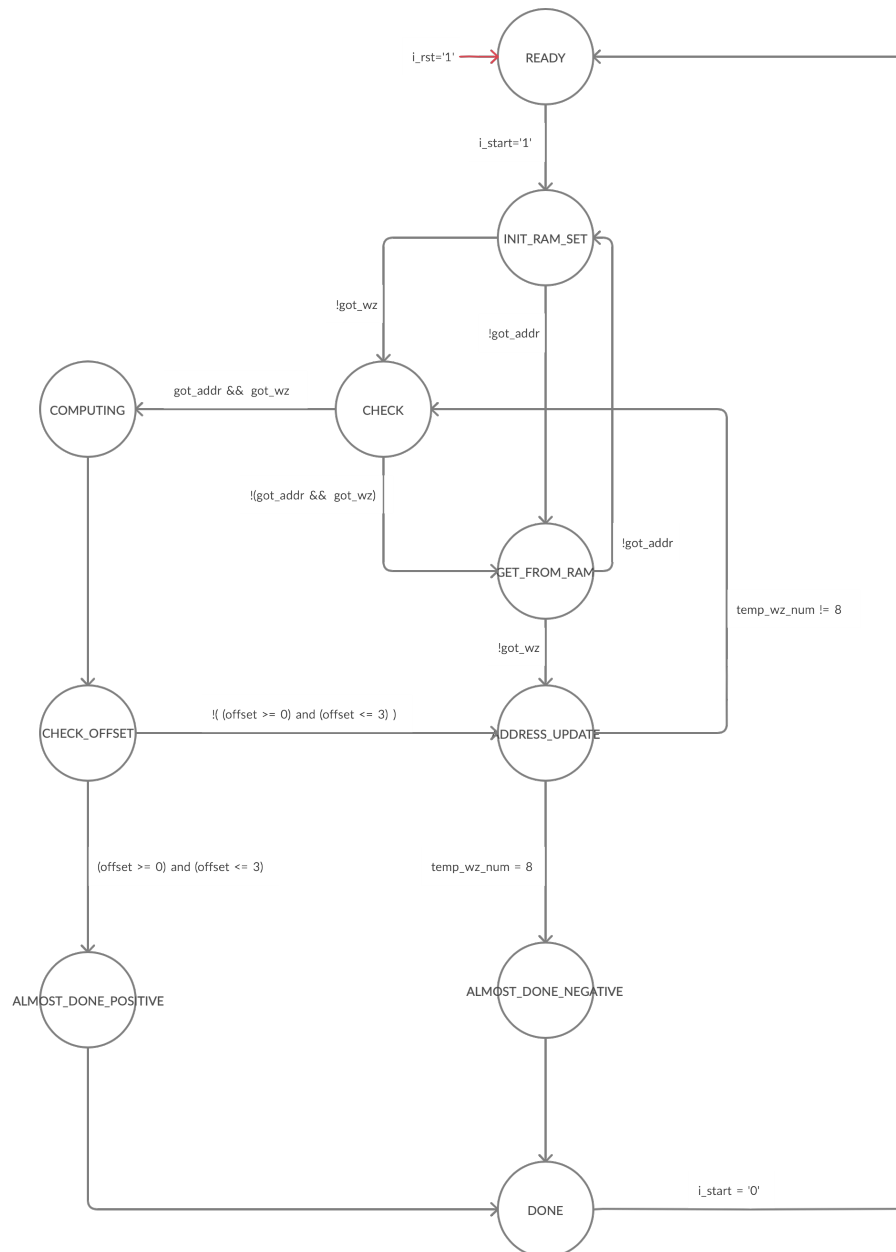 i_rst='1'
READY
i_start='1'
INIT_RAM_SET
!got_wz
!got_addr
got_addr && got_wz
COMPUTING
CHECK
!(got_addr && got_wz)
!got_addr
GET_FROM_RAM
temp_wz_num != 8
!got_wz
!( (offset >= 0) and (offset <= 3) )
CHECK_OFFSET
ADDRESS_UPDATE
(offset >= 0) and (offset <= 3)
temp_wz_num = 8
ALMOST_DONE_POSITIVE
ALMOST_DONE_NEGATIVE
i_start = '0'
DONE